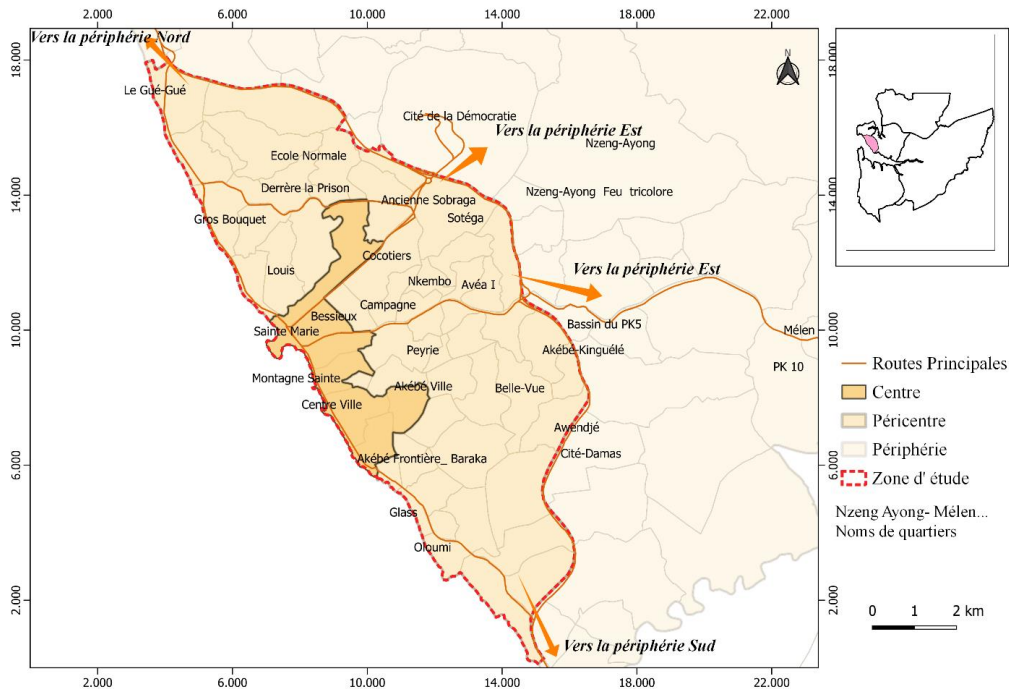 2.000 6.000 10.000 14.000 18.000 22.000
Vers la périphérie Nord
18.000
18.000
N
Le Gué-Gué
Cité de la Démocratie
Vers la périphérie Est
Nzeng-Ayong
Ecole Normale
Derrère la Prison
Nzeng-Ayong Feu tricolore
14.000
14.000
Ancienne Sobraga
Gros Bouquet
Sotéga
Cocotiers
Louis
Vers la périphérie Est
Nkembo
Avéa I
Campagne
Bessieux
Bassin du PK5
10.000
Sainte Marie
Mélen
10.000
Peyrie
Akébé-Kinguélé
PK 10
Montagne Sainte
Akébé Ville
Belle-Vue
Centre Ville
Awendjé
Akébé Frontière_ Baraka
Cité-Damas
6.000
6.000
Glass
Oloumi
2.000
2.000
Vers la périphérie Sud
2.000 6.000 10.000 14.000 18.000 22.000
Routes Principales
Centre
Péricentre
Périphérie
Zone d' étude
Nzeng Ayong- Mélen...
Noms de quartiers
0 1 2 km